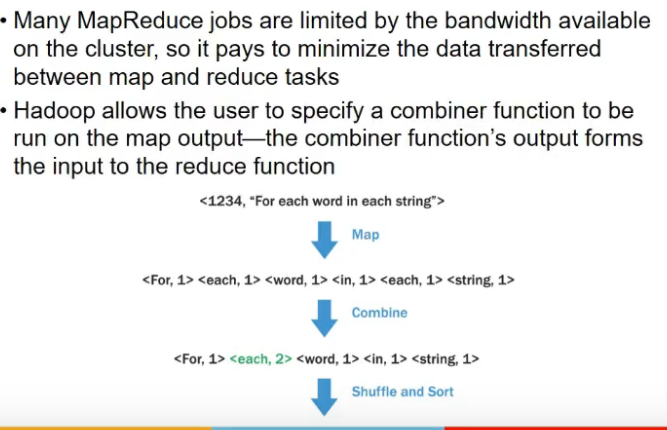 • Many MapReduce jobs are limited by the bandwidth available
on the cluster, so it pays to minimize the data transferred
between map and reduce tasks
• Hadoop allows the user to specify a combiner function to be
run on the map output—the combiner function's output forms
the input to the reduce function
<1234, "For each word in each string">
Map
<For, 1> <each, 1> <word, 1> <in, 1> <each, 1> <string, 1>
Combine
<For, 1> <each, 2> <word, 1> <in, 1> <string, 1>
Shuffle and Sort